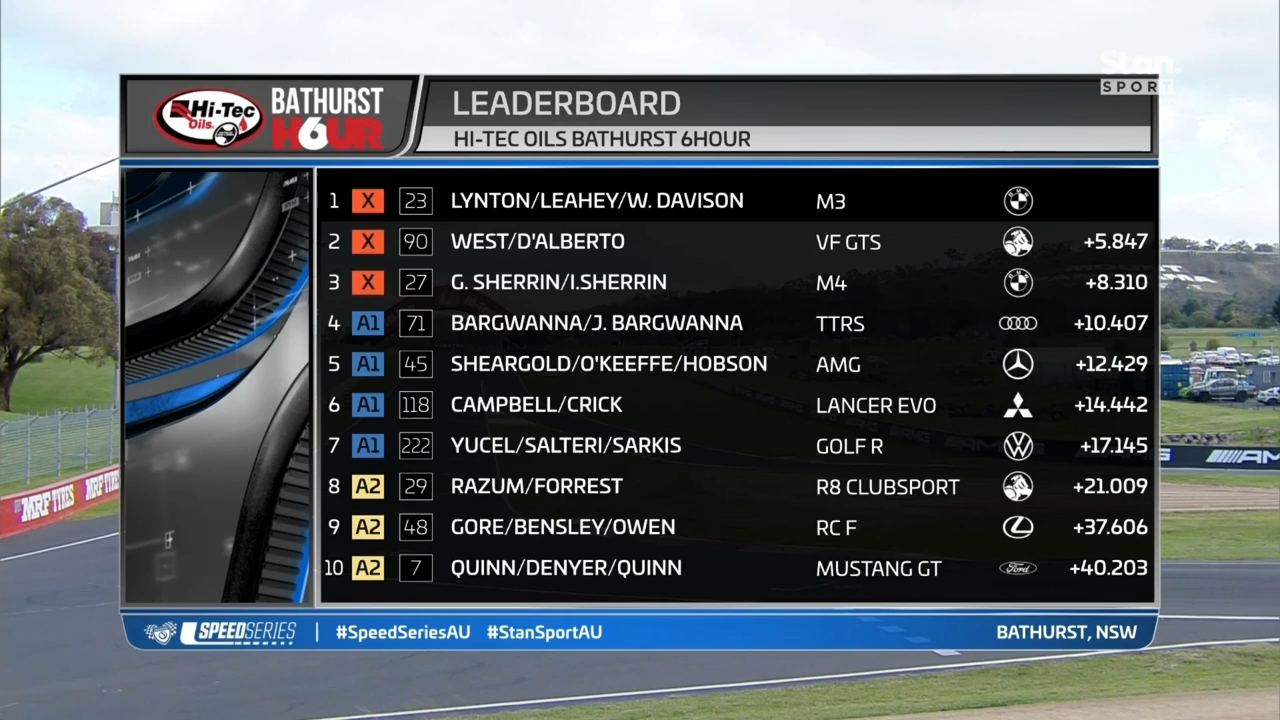 Stan.
SPORT
Hi-Tec Oils BATHURST 6 HOUR
LEADERBOARD
HI-TEC OILS BATHURST 6HOUR
1 X 23 LYNTON/LEAHEY/W. DAVISON M3
2 X 90 WEST/D'ALBERTO VF GTS +5.847
3 X 27 G. SHERRIN/I.SHERRIN M4 +8.310
4 A1 71 BARGWANNA/J. BARGWANNA TTRS +10.407
5 A1 45 SHEARGOLD/O'KEEFFE/HOBSON AMG +12.429
6 A1 118 CAMPBELL/CRICK LANCER EVO +14.442
7 A1 222 YUCEL/SALTERI/SARKIS GOLF R +17.145
8 A2 29 RAZUM/FORREST R8 CLUBSPORT +21.009
9 A2 48 GORE/BENSLEY/OWEN RC F +37.606
10 A2 7 QUINN/DENYER/QUINN MUSTANG GT Ford +40.203
MRF TYRES MRF TYRES
SPEEDSERIES | #SpeedSeriesAU #StanSportAU BATHURST, NSW